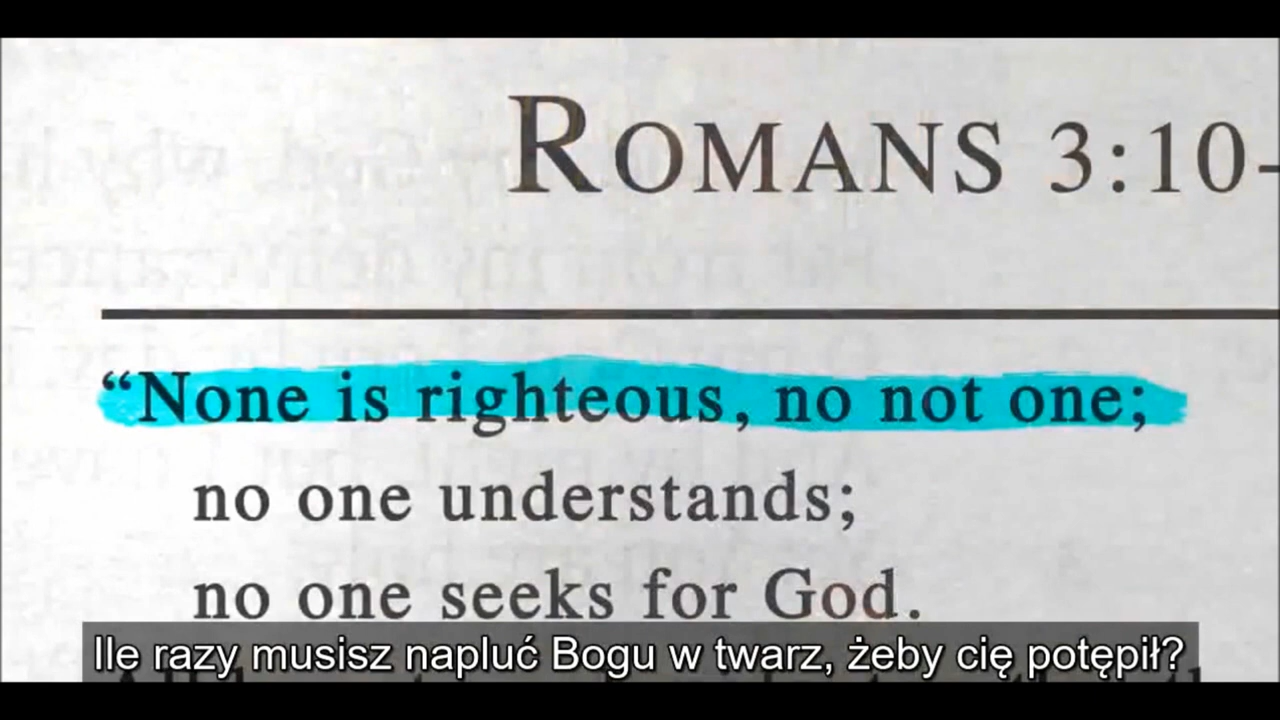 ROMANS 3:10-
“None is righteous, no not one;
no one understands;
no one seeks for God.
Ile razy musisz napluć Bogu w twarz, żeby cię potępił?